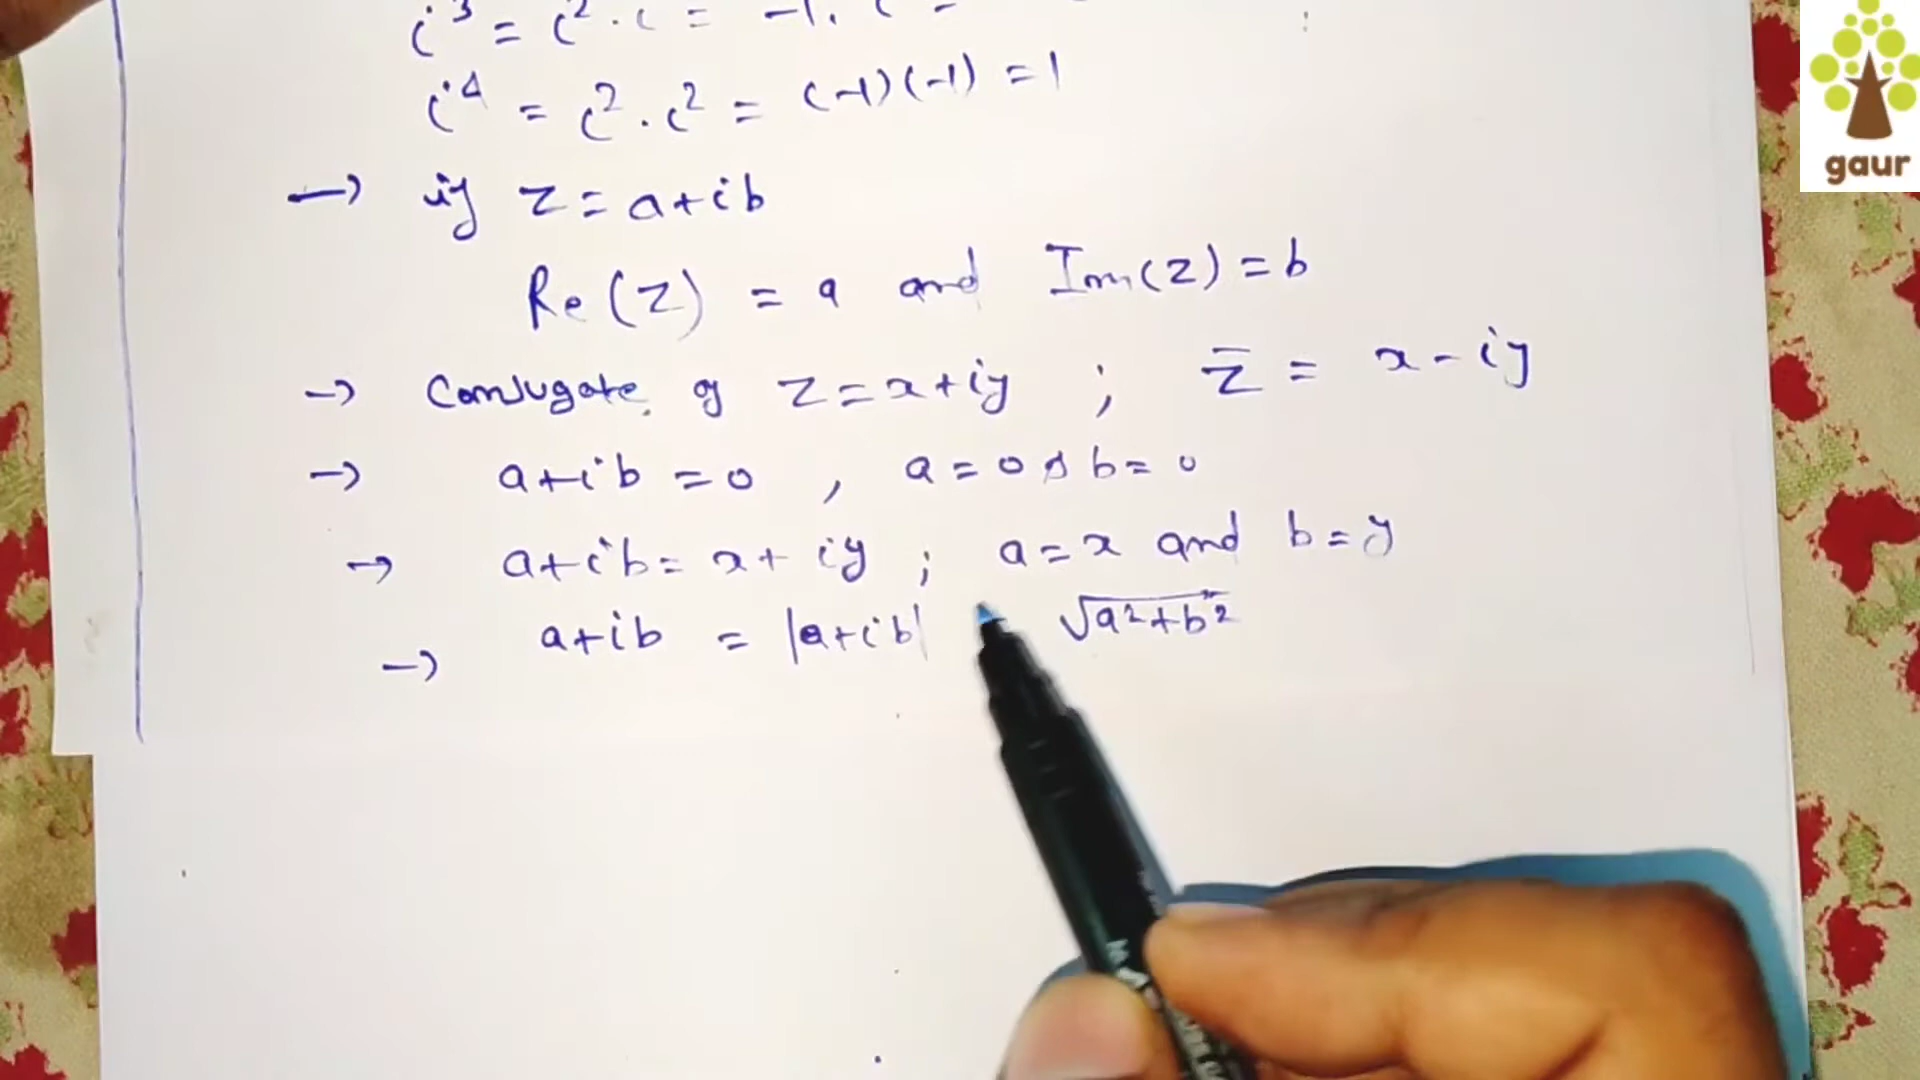 i³ = i² · i = -1. i =
i⁴ = i² · i² = (-1)(-1) = 1
→ if z = a+ib
Re(z) = a and Im(z) = b
→ Conjugate of z = x+iy ; z̄ = x-iy
→ a+ib = 0 , a=0 & b=0
→ a+ib = x+iy ; a=x and b=y
→ a+ib = |a+ib| √a²+b²
gaur